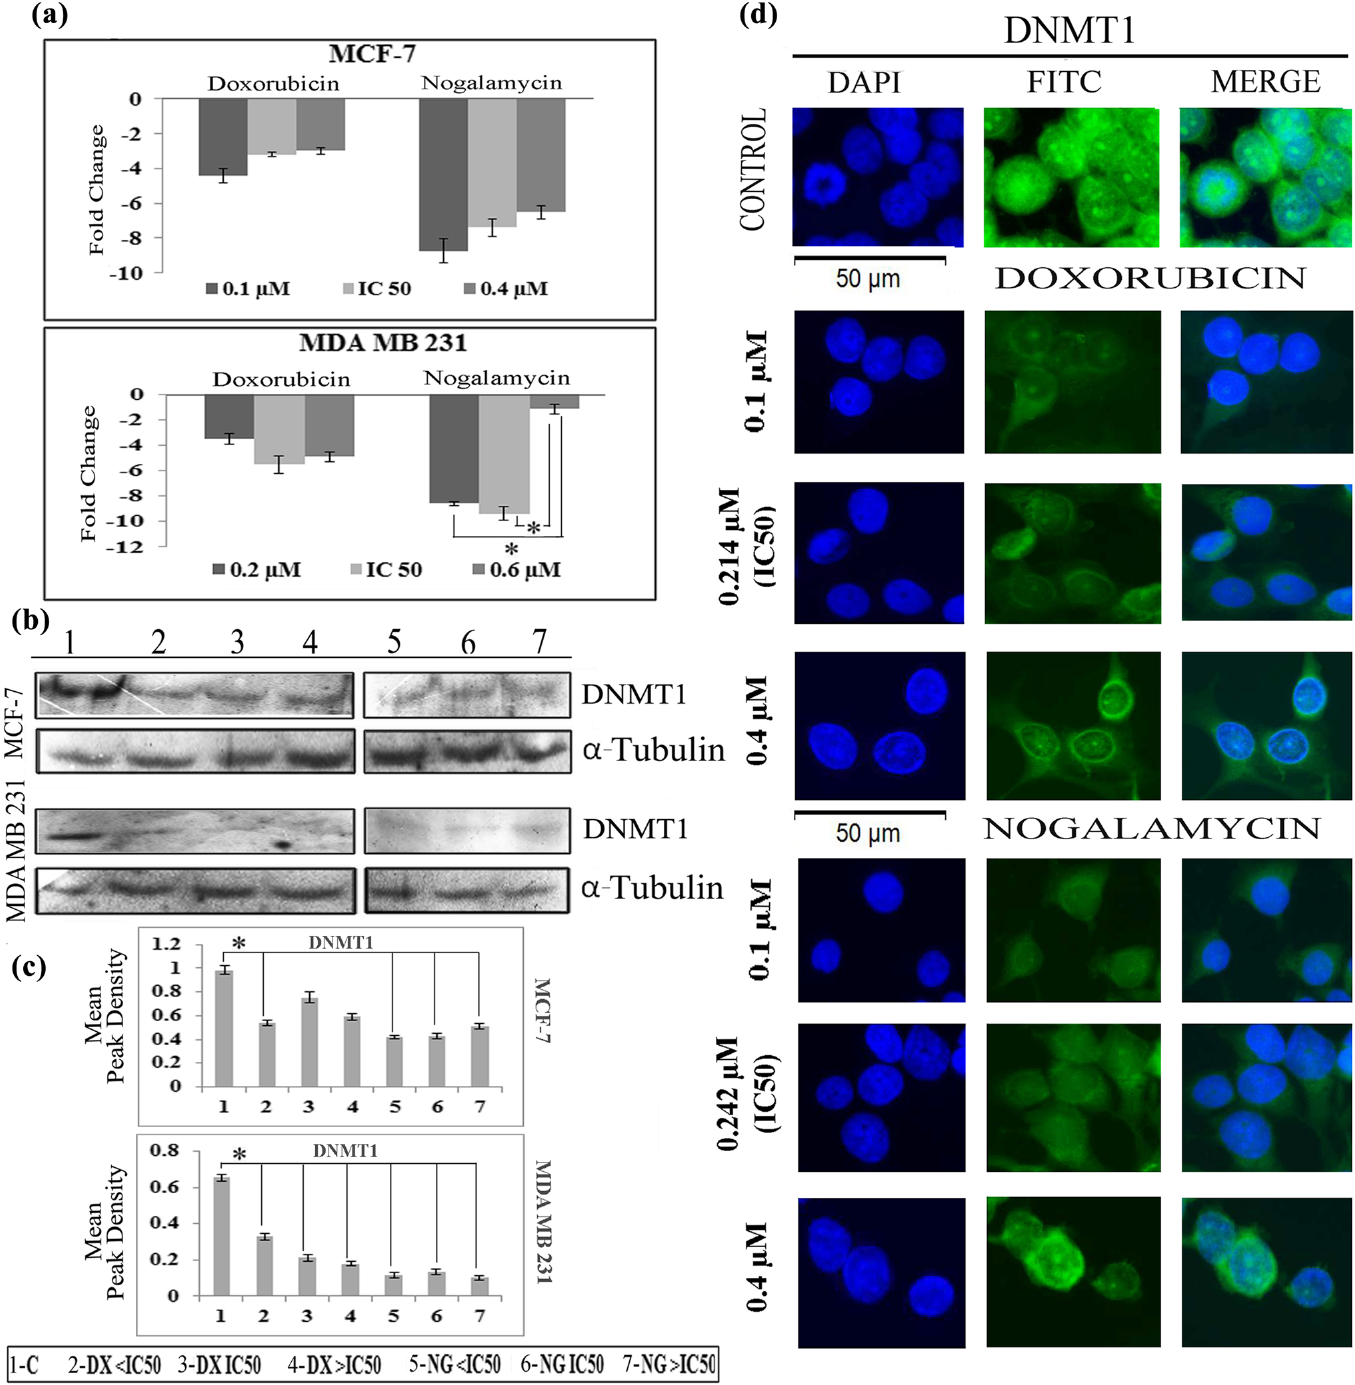 (a)
MCF-7
Doxorubicin Nogalamycin
0
-2
-4
-6
-8
-10
Fold Change
0.1 µM IC 50 0.4 µM
MDA MB 231
Doxorubicin Nogalamycin
0
-2
-4
-6
-8
-10
-12
Fold Change
*
*
0.2 µM IC 50 0.6 µM
(b)
1 2 3 4 5 6 7
MCF-7
DNMT1
α-Tubulin
MDA MB 231
DNMT1
α-Tubulin
(c)
* DNMT1
1.2
1
0.8
0.6
0.4
0.2
0
Mean
Peak Density
1 2 3 4 5 6 7
MCF-7
* DNMT1
0.8
0.6
0.4
0.2
0
Mean
Peak Density
1 2 3 4 5 6 7
MDA MB 231
1-C 2-DX <IC50 3-DX IC50 4-DX >IC50 5-NG <IC50 6-NG IC50 7-NG >IC50
(d)
DNMT1
DAPI FITC MERGE
CONTROL
50 µm
DOXORUBICIN
0.1 µM
0.214 µM
(IC50)
0.4 µM
50 µm
NOGALAMYCIN
0.1 µM
0.242 µM
(IC50)
0.4 µM